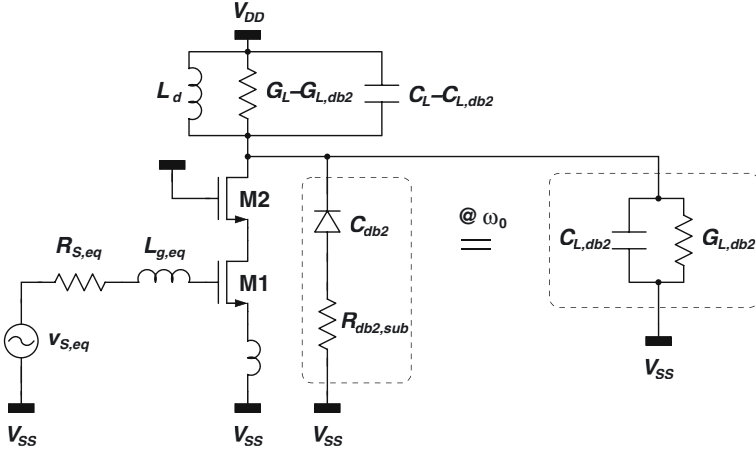 V_DD
L_d
G_L–G_L,db2
C_L–C_L,db2
M2
C_db2
@ ω_0
=
C_L,db2
G_L,db2
R_S,eq
L_g,eq
M1
R_db2,sub
v_S,eq
V_SS
V_SS
V_SS
V_SS